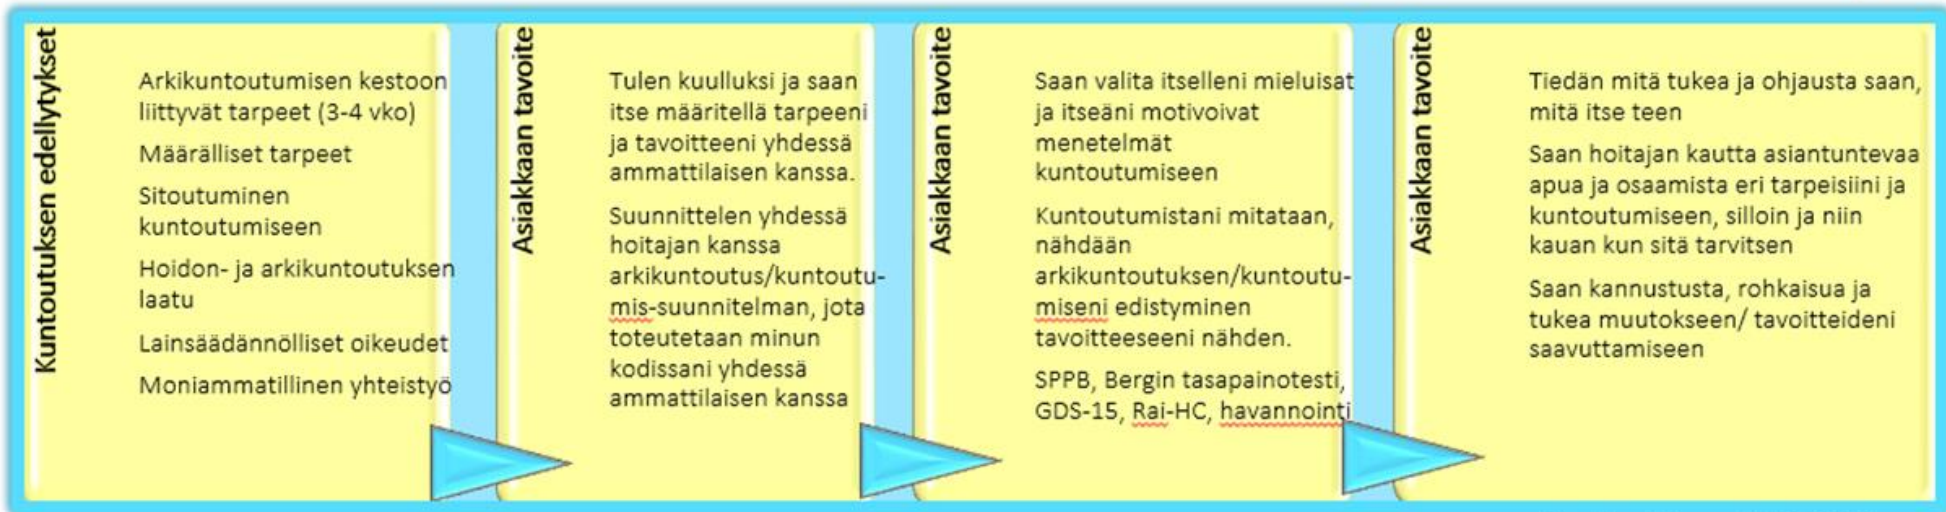 Kuntoutuksen edellytykset
Arkikuntoutumisen kestoon
liittyvät tarpeet (3-4 vko)
Määrälliset tarpeet
Sitoutuminen
kuntoutumiseen
Hoidon- ja arkikuntoutuksen
laatu
Lainsäädännölliset oikeudet
Moniammatillinen yhteistyö
Asiakkaan tavoite
Tulen kuulluksi ja saan
itse määritellä tarpeeni
ja tavoitteeni yhdessä
ammattilaisen kanssa.
Suunnittelen yhdessä
hoitajan kanssa
arkikuntoutus/kuntoutu-
mis-suunnitelman, jota
toteutetaan minun
kodissani yhdessä
ammattilaisen kanssa
Asiakkaan tavoite
Saan valita itselleni mieluisat
ja itseäni motivoivat
menetelmät
kuntoutumiseen
Kuntoutumistani mitataan,
nähdään
arkikuntoutuksen/kuntoutu-
miseni edistyminen
tavoitteeseeni nähden.
SPPB, Bergin tasapainotesti,
GDS-15, Rai-HC, havannointi
Asiakkaan tavoite
Tiedän mitä tukea ja ohjausta saan,
mitä itse teen
Saan hoitajan kautta asiantuntevaa
apua ja osaamista eri tarpeisiini ja
kuntoutumiseen, silloin ja niin
kauan kun sitä tarvitsen
Saan kannustusta, rohkaisua ja
tukea muutokseen/ tavoitteideni
saavuttamiseen